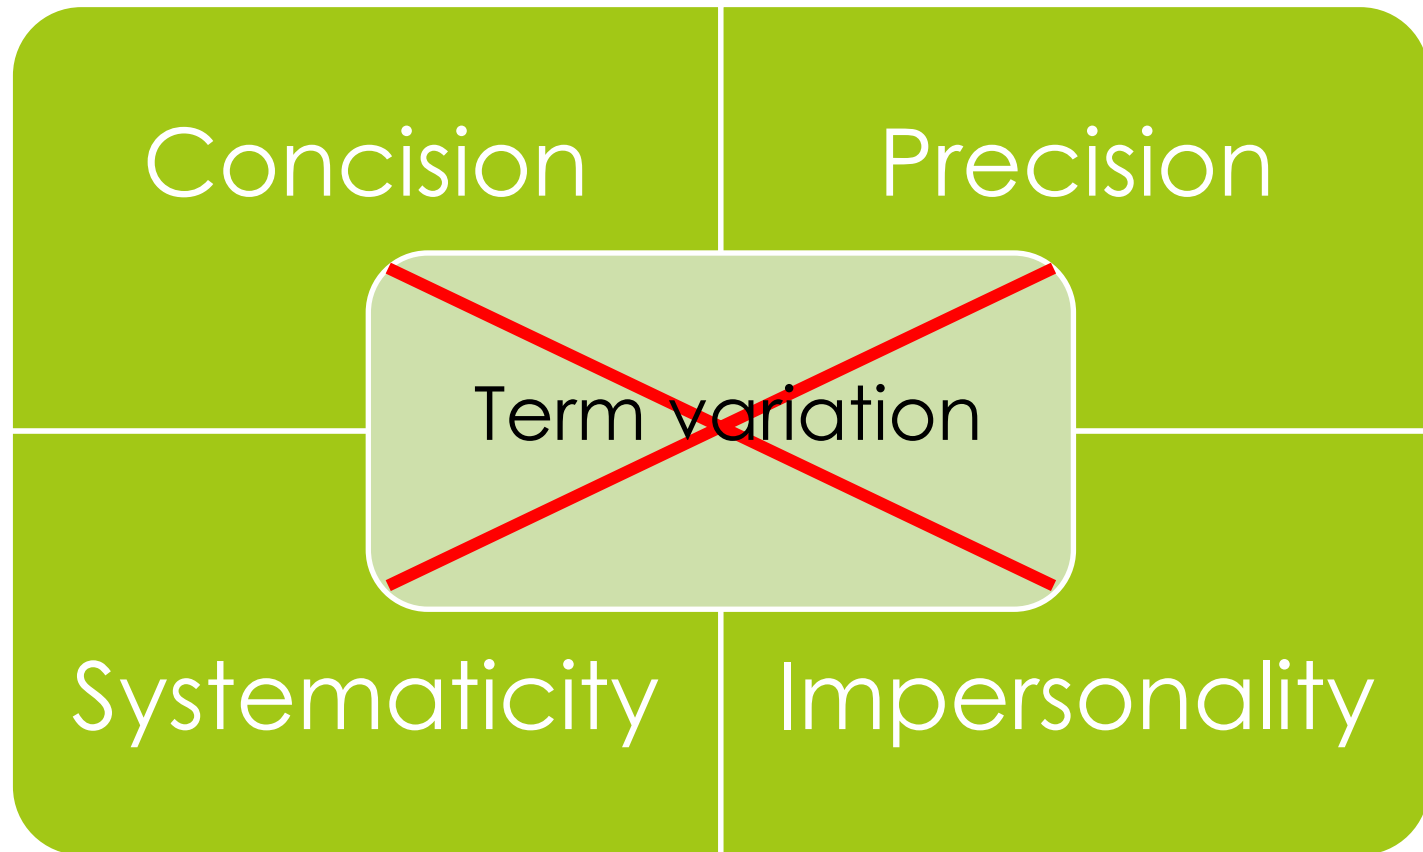 Concision
Precision
Term variation
Systematicity
Impersonality